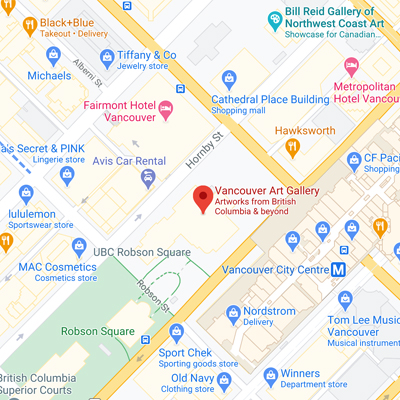 Bill Reid Gallery of
Northwest Coast Art
Showcase for Canadian...
Black+Blue
Takeout • Delivery
Tiffany & Co
Jewelry store
Alberni St
Michaels
Metropolitan
Hotel Vancouv
Fairmont Hotel
Vancouver
Cathedral Place Building
Shopping mall
Hornby St
Hawksworth
a's Secret & PINK
Lingerie store
Avis Car Rental
CF Paci
Shopping
Vancouver Art Gallery
Artworks from British
Columbia & beyond
lululemon
Sportswear store
UBC Robson Square
MAC Cosmetics
Cosmetics store
Vancouver City Centre
M
Robson St
Nordstrom
Delivery
Robson Square
Tom Lee Music
Vancouver
Musical instrument
Sport Chek
Sporting goods store
British Columbia
Superior Courts
Old Navy
Clothing store
Winners
Department store